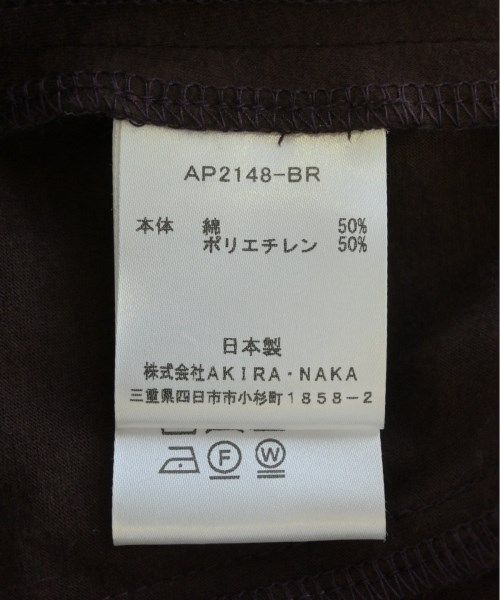 AP2148-BR
本体 綿 50%
ポリエチレン 50%
日本製
株式会社AKIRA・NAKA
三重県四日市市小杉町1858-2
F W